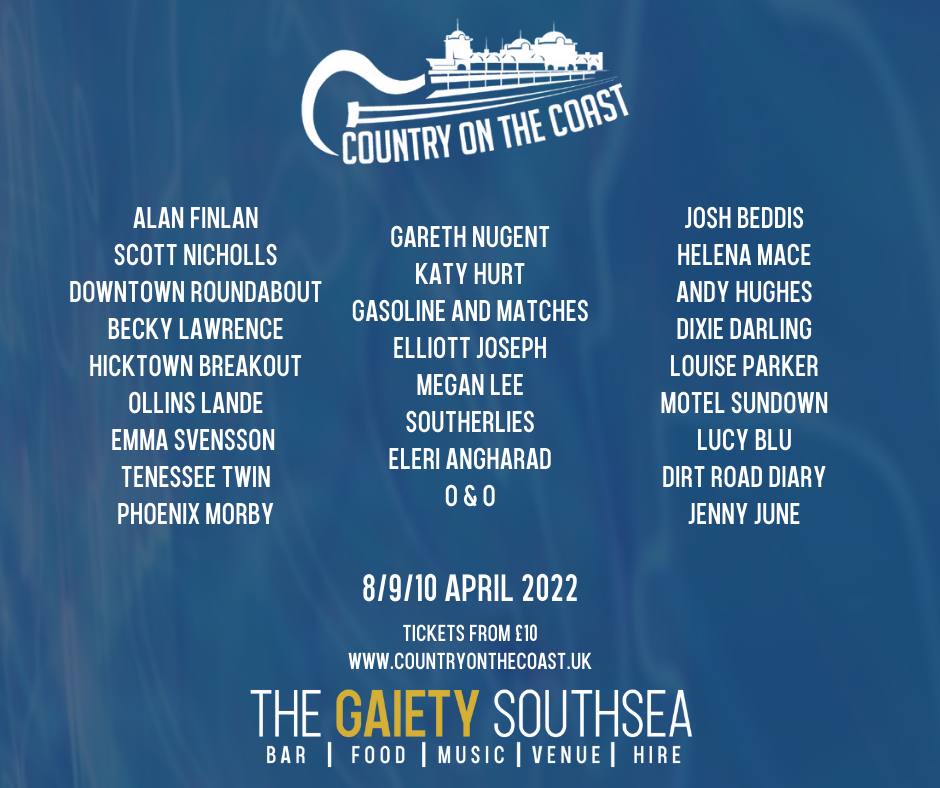 COUNTRY ON THE COAST
ALAN FINLAN
SCOTT NICHOLLS
DOWNTOWN ROUNDABOUT
BECKY LAWRENCE
HICKTOWN BREAKOUT
OLLINS LANDE
EMMA SVENSSON
TENESSEE TWIN
PHOENIX MORBY
GARETH NUGENT
KATY HURT
GASOLINE AND MATCHES
ELLIOTT JOSEPH
MEGAN LEE
SOUTHERLIES
ELERI ANGHARAD
O & O
JOSH BEDDIS
HELENA MACE
ANDY HUGHES
DIXIE DARLING
LOUISE PARKER
MOTEL SUNDOWN
LUCY BLU
DIRT ROAD DIARY
JENNY JUNE
8/9/10 APRIL 2022
TICKETS FROM £10
WWW.COUNTRYONTHECOAST.UK
THE GAIETY SOUTHSEA
BAR | FOOD | MUSIC | VENUE | HIRE